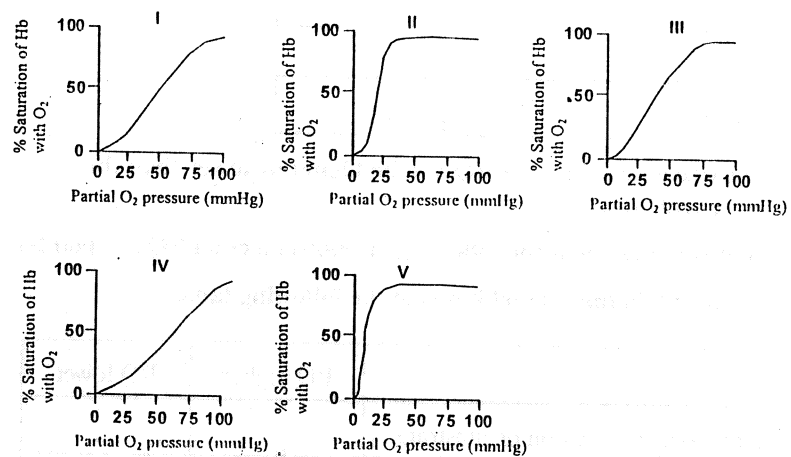 I
100
50
0
% Saturation of Hb
with O2
0 25 50 75 100
Partial O2 pressure (mmHg)
II
100
50
0
% Saturation of Hb
with O2
0 25 50 75 100
Partial O2 pressure (mmHg)
III
100
50
0
% Saturation of Hb
with O2
0 25 50 75 100
Partial O2 pressure (mmHg)
IV
100
50
0
% Saturation of Hb
with O2
0 25 50 75 100
Partial O2 pressure (mmHg)
V
100
50
0
% Saturation of Hb
with O2
0 25 50 75 100
Partial O2 pressure (mmHg)